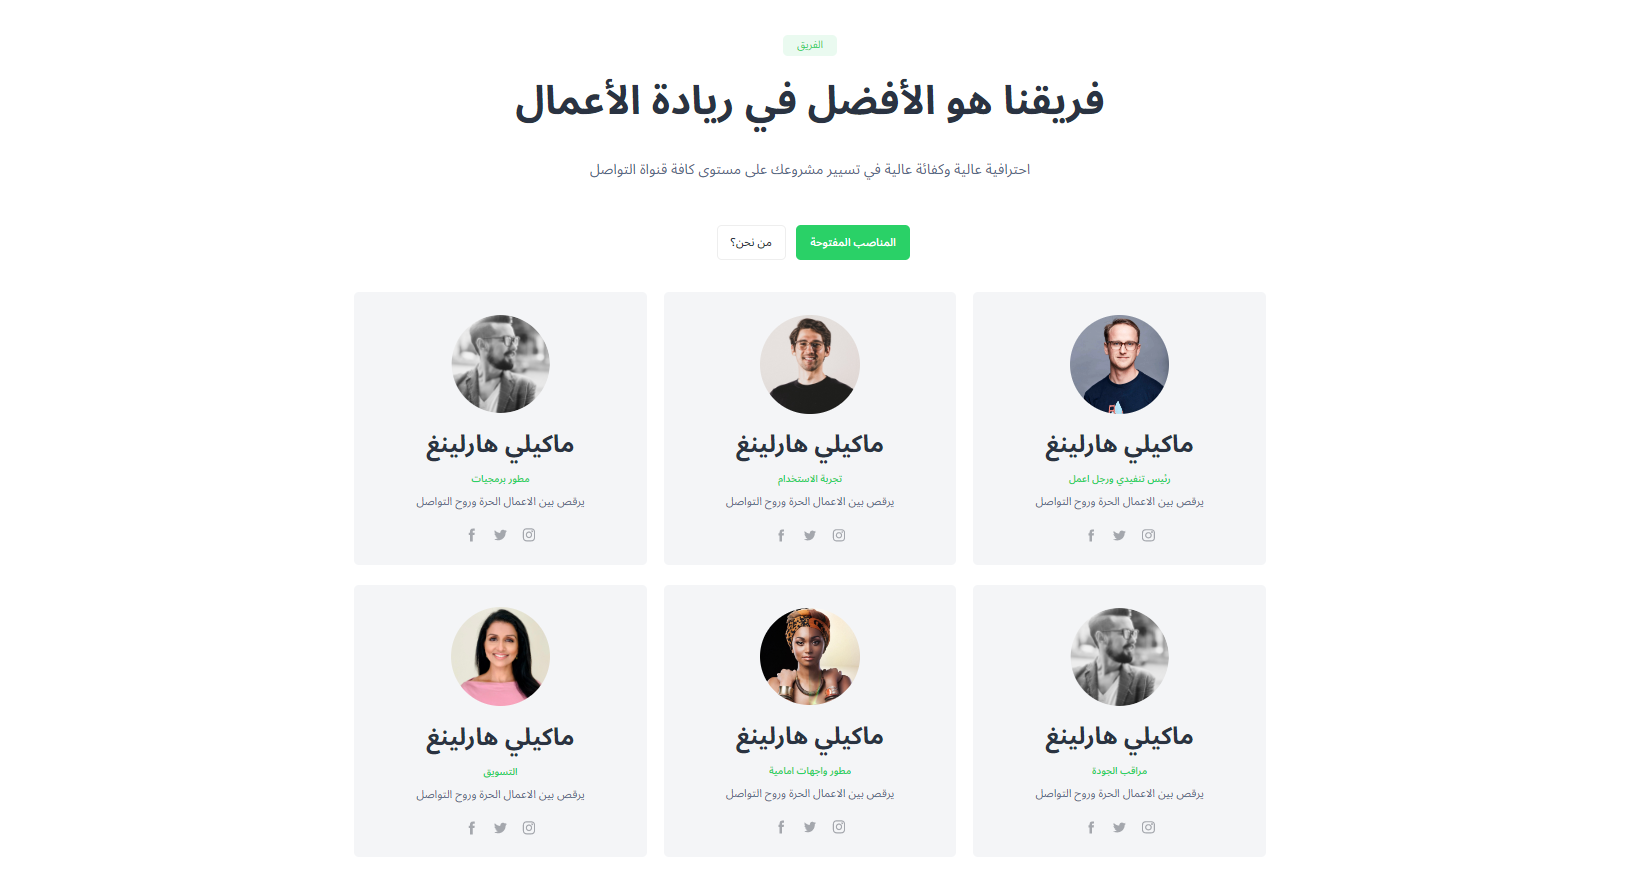 الفريق
فريقنا هو الأفضل في ريادة الأعمال
احترافية عالية وكفائة عالية في تسيير مشروعك على مستوى كافة قنواة التواصل
المناصب المفتوحة
من نحن؟
ماكيلي هارلينغ
رئيس تنفيدي ورجل اعمل
يرقص بين الاعمال الحرة وروح التواصل
ماكيلي هارلينغ
تجربة الاستخدام
يرقص بين الاعمال الحرة وروح التواصل
ماكيلي هارلينغ
مطور برمجيات
يرقص بين الاعمال الحرة وروح التواصل
ماكيلي هارلينغ
مراقب الجودة
يرقص بين الاعمال الحرة وروح التواصل
ماكيلي هارلينغ
مطور واجهات امامية
يرقص بين الاعمال الحرة وروح التواصل
ماكيلي هارلينغ
التسويق
يرقص بين الاعمال الحرة وروح التواصل